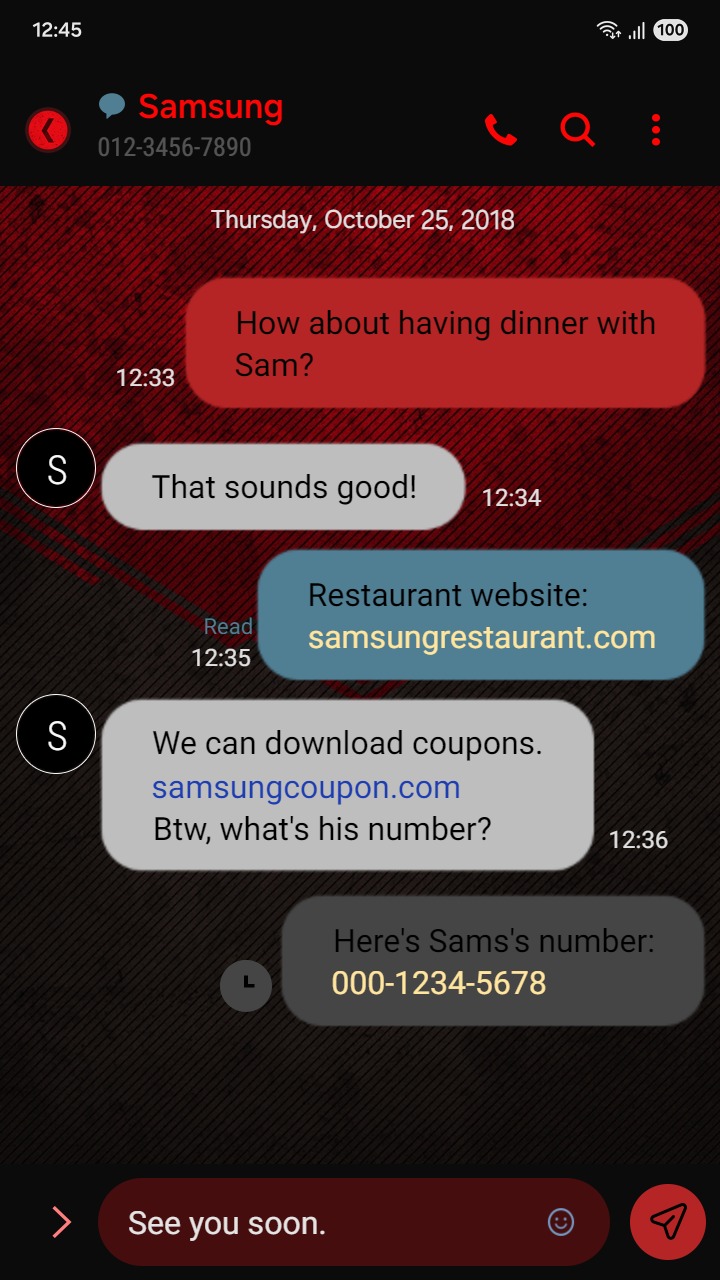 12:45
100
Samsung
012-3456-7890
Thursday, October 25, 2018
How about having dinner with
Sam?
12:33
S
That sounds good!
12:34
Restaurant website:
samsungrestaurant.com
Read
12:35
S
We can download coupons.
samsungcoupon.com
Btw, what's his number?
12:36
Here's Sams's number:
000-1234-5678
See you soon.